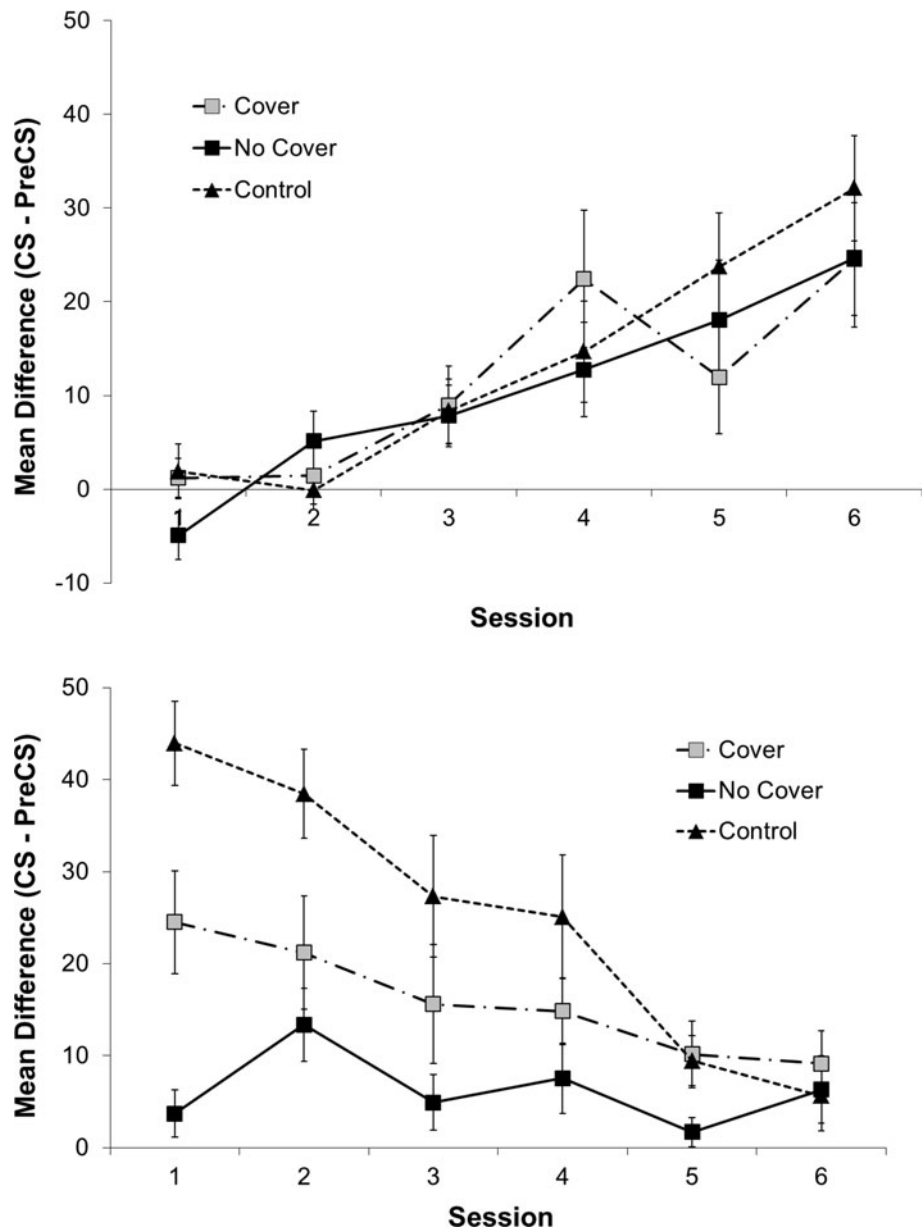 50
40
30
20
10
0
-10
Mean Difference (CS - PreCS)
Cover
No Cover
Control
1 2 3 4 5 6
Session
50
40
30
20
10
0
Mean Difference (CS - PreCS)
Cover
No Cover
Control
1 2 3 4 5 6
Session